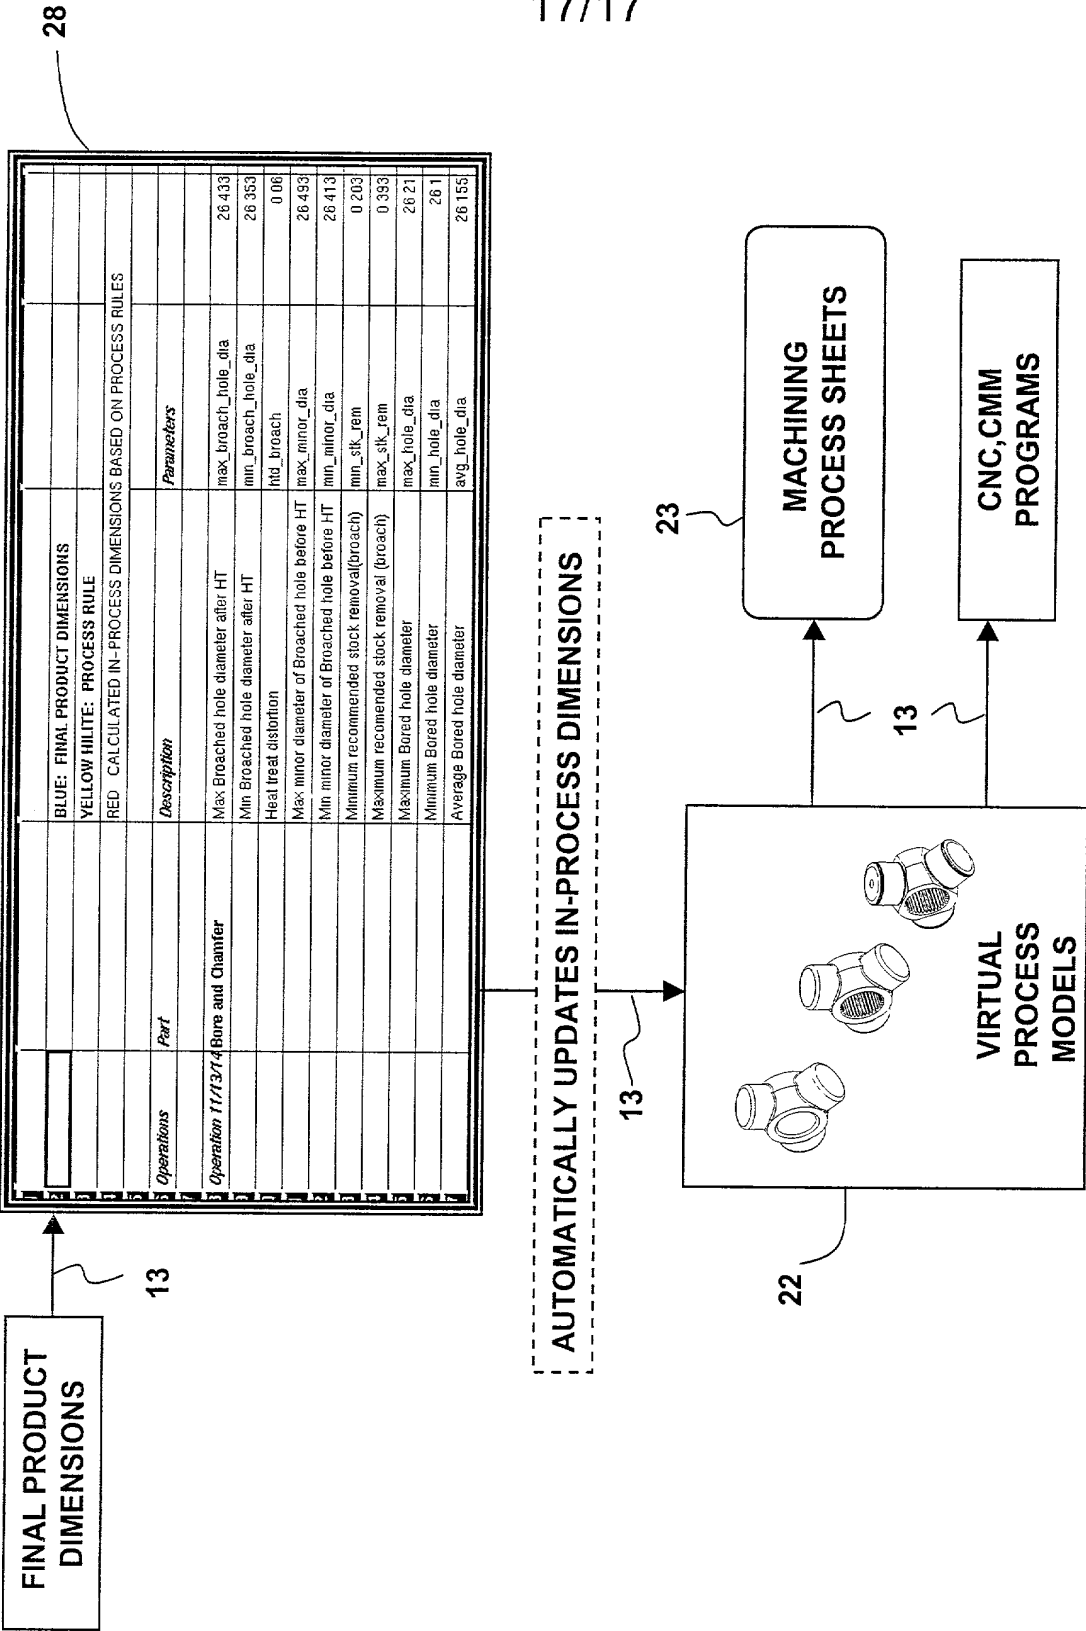 17/17
FINAL PRODUCT
DIMENSIONS
13
28
BLUE: FINAL PRODUCT DIMENSIONS
YELLOW HILITE: PROCESS RULE
RED CALCULATED IN-PROCESS DIMENSIONS BASED ON PROCESS RULES
Operations Part Description Parameters
Operation 11/13/14 Bore and Chamfer Max Broached hole diameter after HT max_broach_hole_dia 26 433
Min Broached hole diameter after HT min_broach_hole_dia 26 353
Heat treat distortion htd_broach 0 06
Max minor diameter of Broached hole before HT max_minor_dia 26 493
Min minor diameter of Broached hole before HT min_minor_dia 26 413
Minimum recommended stock removal(broach) min_stk_rem 0 203
Maximum recomended stock removal (broach) max_stk_rem 0 393
Maximum Bored hole diameter max_hole_dia 26 21
Minimum Bored hole diameter min_hole_dia 26 1
Average Bored hole diameter avg_hole_dia 26 155
AUTOMATICALLY UPDATES IN-PROCESS DIMENSIONS
13
22
VIRTUAL
PROCESS
MODELS
13
23
MACHINING
PROCESS SHEETS
CNC,CMM
PROGRAMS